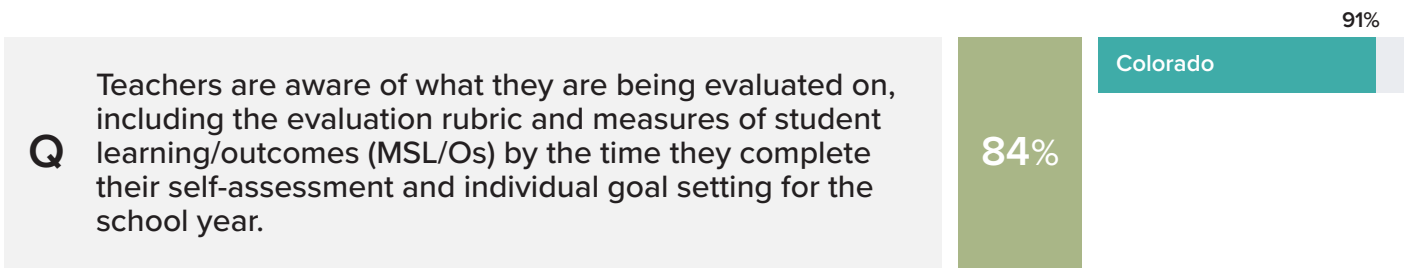 91%
Colorado
Q
Teachers are aware of what they are being evaluated on,
including the evaluation rubric and measures of student
learning/outcomes (MSL/Os) by the time they complete
their self-assessment and individual goal setting for the
school year.
84%